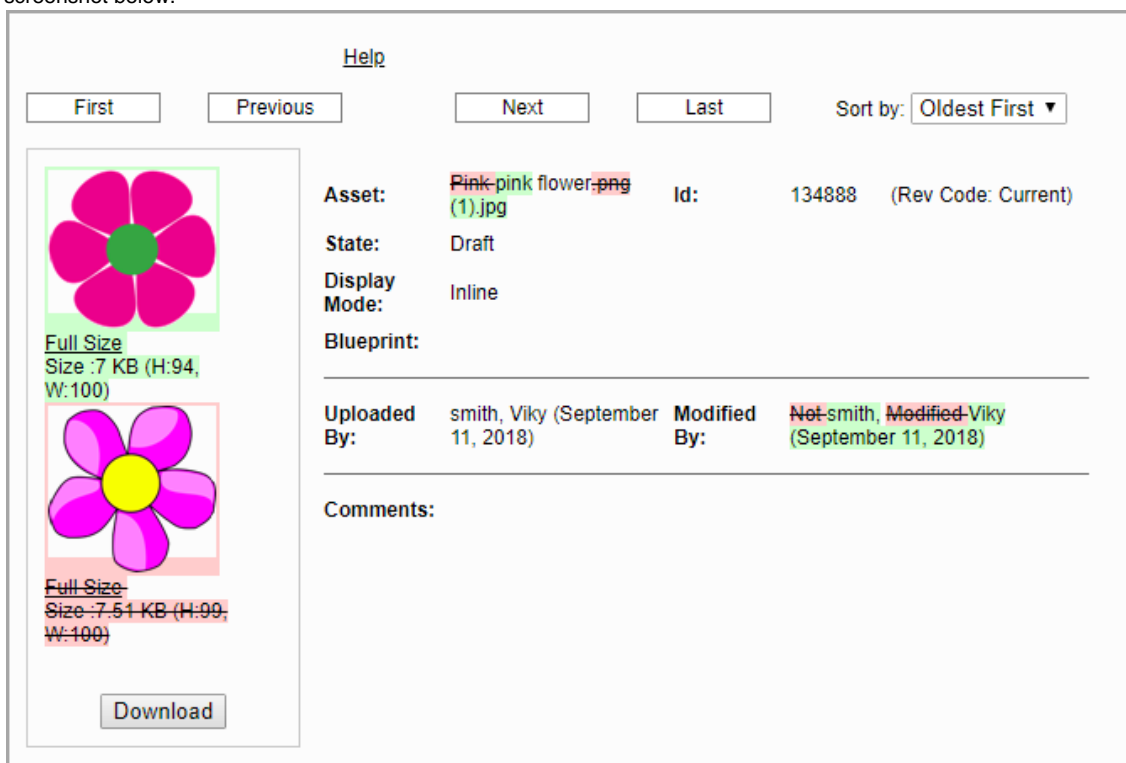 screenshot below.
Help
First Previous Next Last Sort by: Oldest First ▼
Asset: Pink pink flower.png (1).jpg Id: 134888 (Rev Code: Current)
State: Draft
Display Mode: Inline
Blueprint:
Full Size
Size :7 KB (H:94,
W:100)
Uploaded By: smith, Viky (September 11, 2018) Modified By: Not smith, Modified Viky (September 11, 2018)
Comments:
Full Size
Size :7.51 KB (H:99,
W:100)
Download